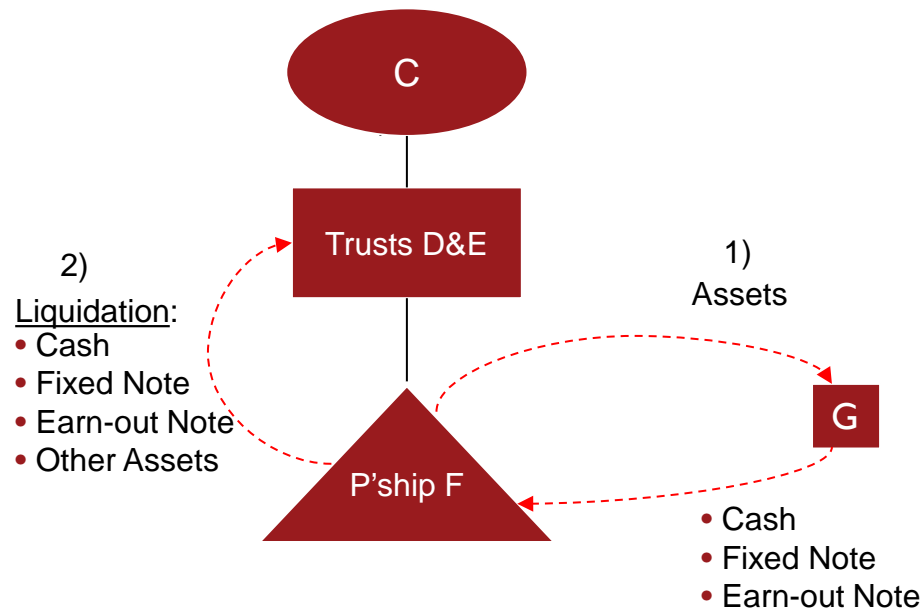 C
Trusts D&E
2)
Liquidation:
• Cash
• Fixed Note
• Earn-out Note
• Other Assets
1)
Assets
G
P'ship F
• Cash
• Fixed Note
• Earn-out Note